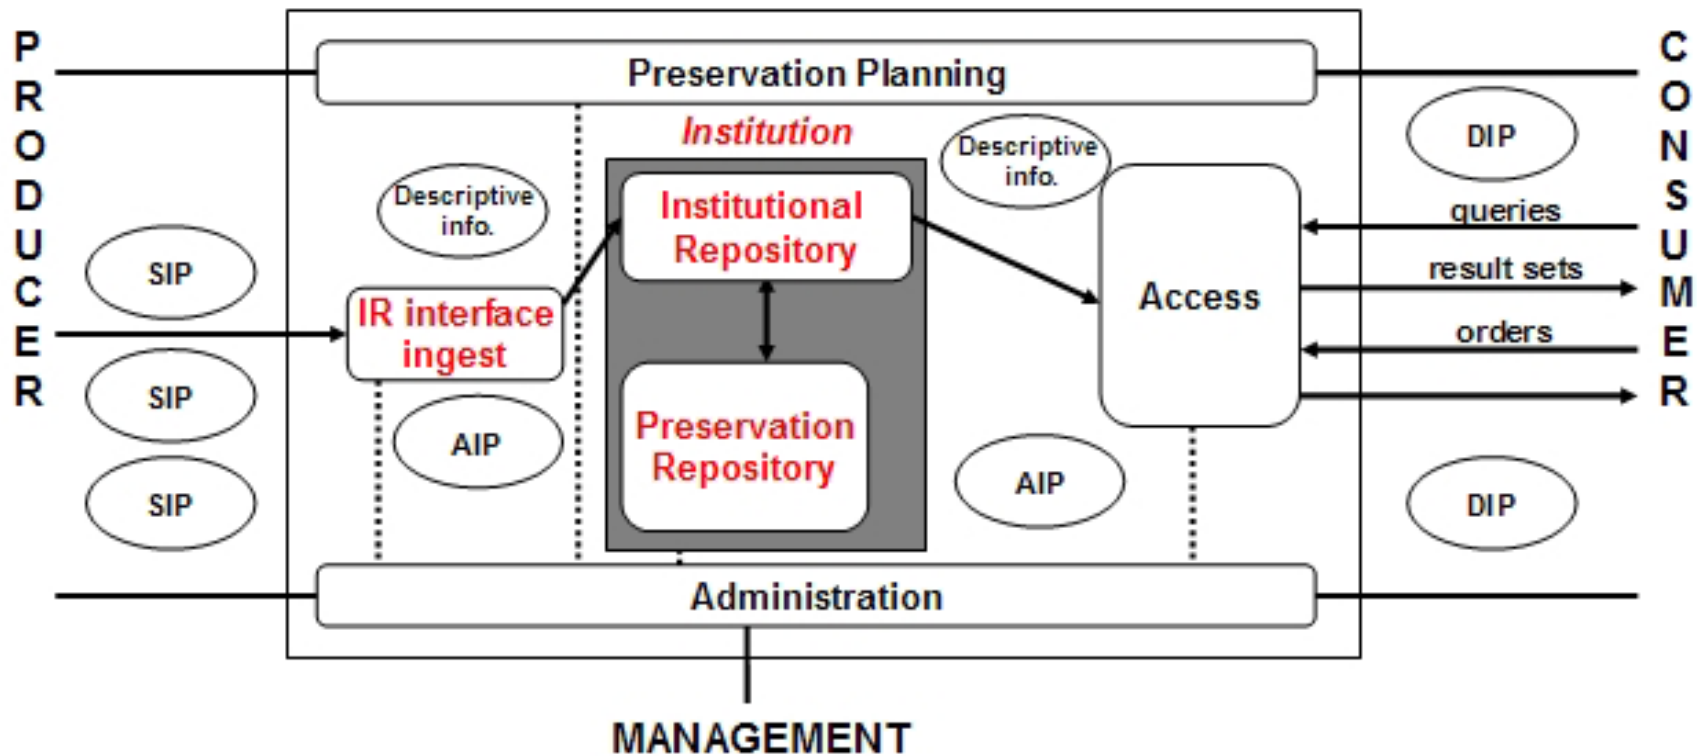 PRODUCER
Preservation Planning
CONSUMER
Institution
DIP
Descriptive
info.
Descriptive
info.
Institutional
Repository
queries
SIP
result sets
Access
IR interface
ingest
orders
SIP
AIP
Preservation
Repository
AIP
SIP
DIP
Administration
MANAGEMENT